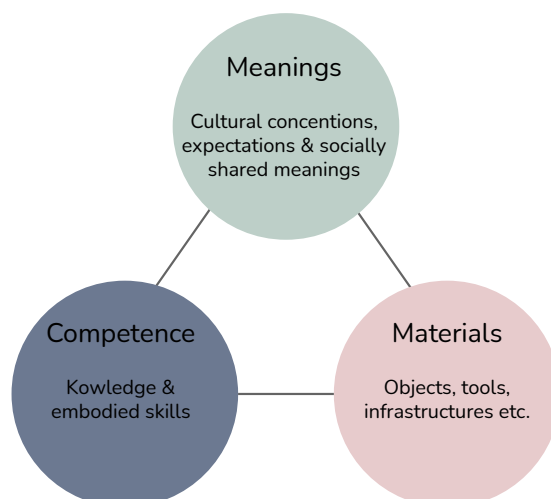 Meanings
Cultural concentions,
expectations & socially
shared meanings
Competence
Kowledge &
embodied skills
Materials
Objects, tools,
infrastructures etc.